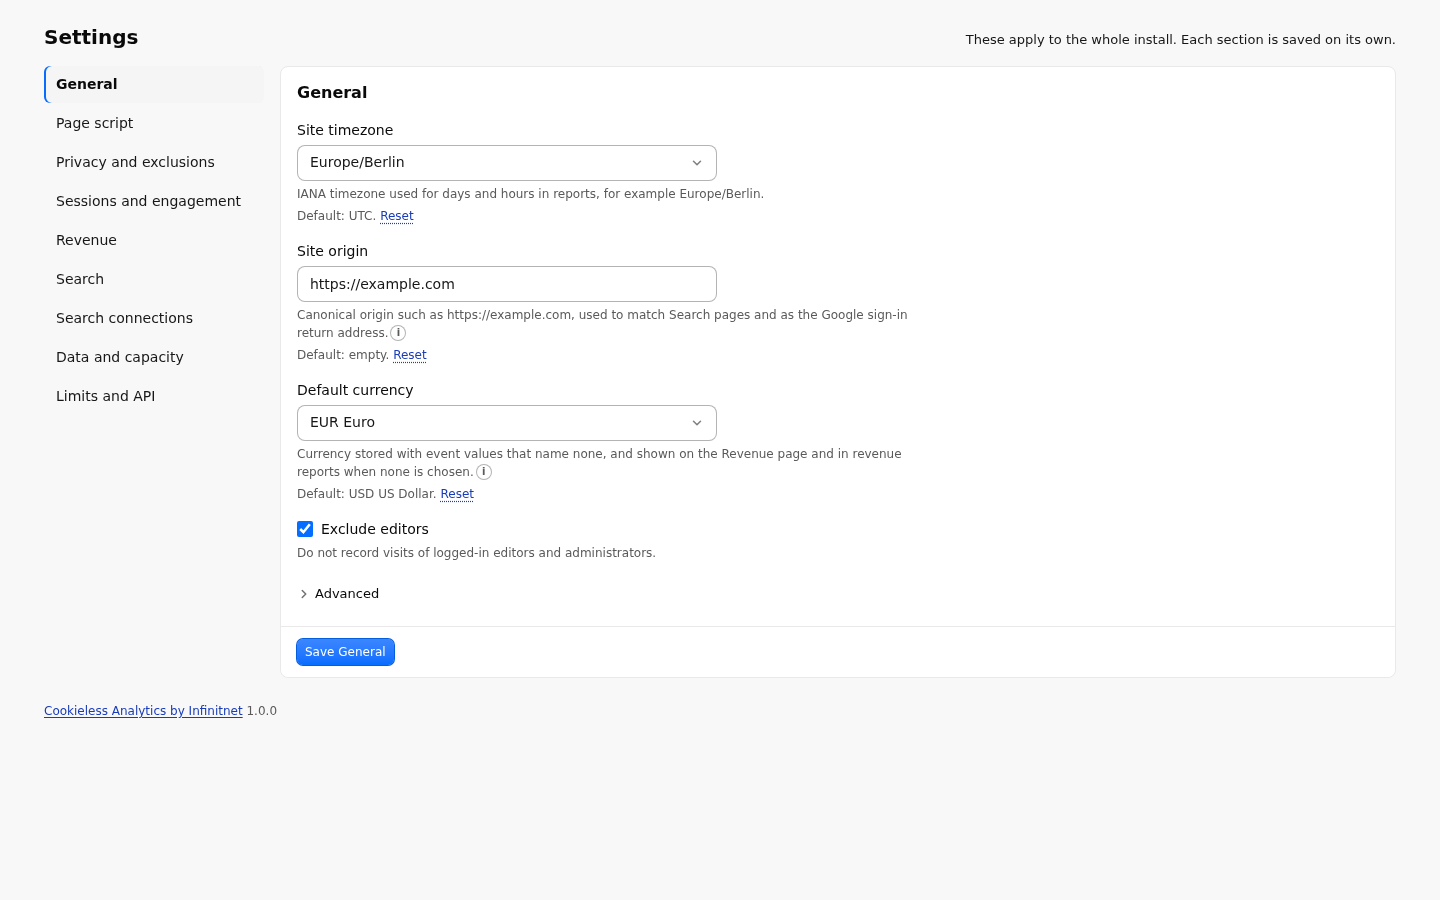 Settings
These apply to the whole install. Each section is saved on its own.
General
Page script
Privacy and exclusions
Sessions and engagement
Revenue
Search
Search connections
Data and capacity
Limits and API
General
Site timezone
Europe/Berlin
IANA timezone used for days and hours in reports, for example Europe/Berlin.
Default: UTC. Reset
Site origin
https://example.com
Canonical origin such as https://example.com, used to match Search pages and as the Google sign-in
return address. i
Default: empty. Reset
Default currency
EUR Euro
Currency stored with event values that name none, and shown on the Revenue page and in revenue
reports when none is chosen. i
Default: USD US Dollar. Reset
Exclude editors
Do not record visits of logged-in editors and administrators.
Advanced
Save General
Cookieless Analytics by Infinitnet 1.0.0